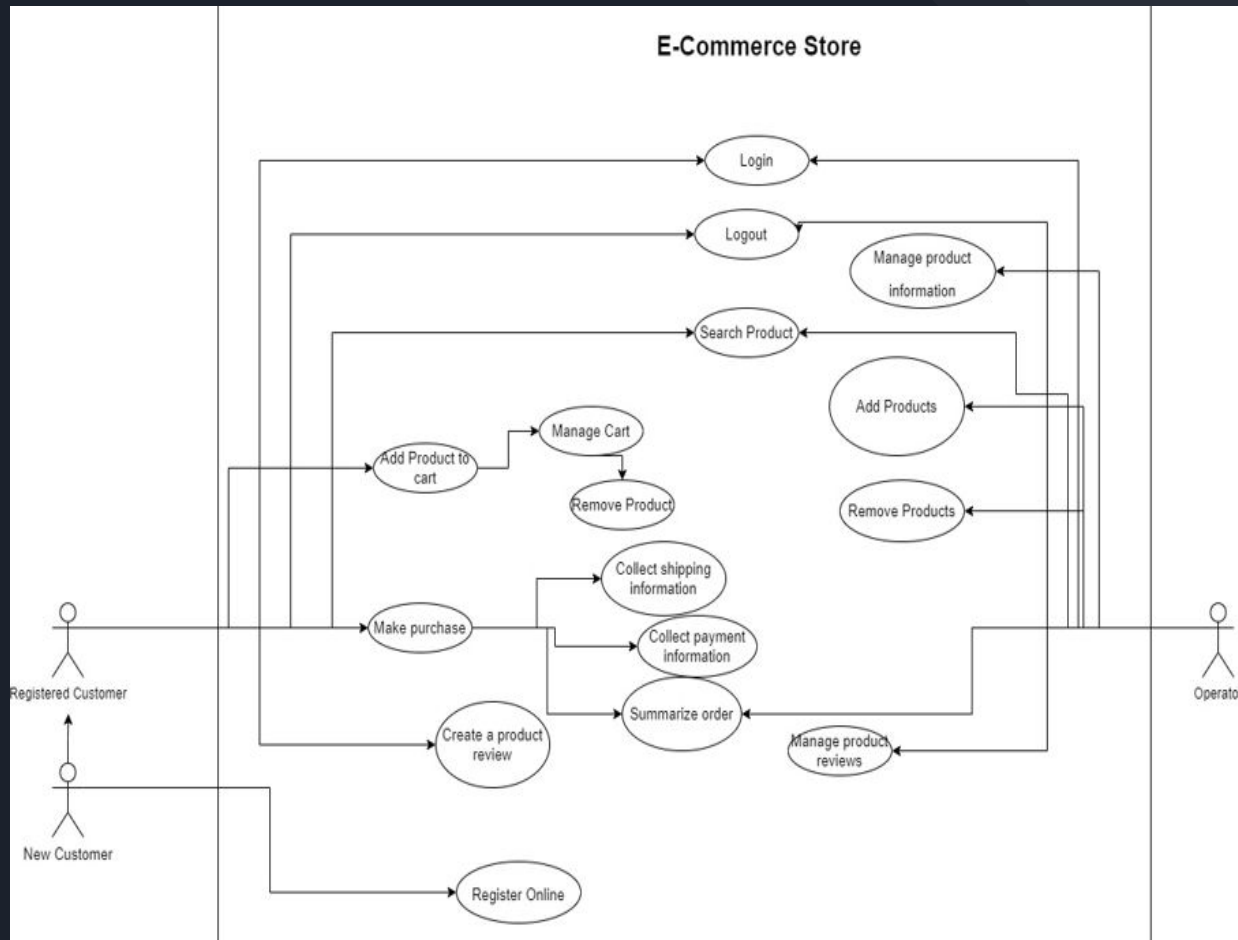 E-Commerce Store
Login
Logout
Manage product
information
Search Product
Add Products
Manage Cart
Add Product to
cart
Remove Product
Remove Products
Collect shipping
information
Make purchase
Collect payment
information
Registered Customer
Operato
Summarize order
Create a product
review
Manage product
reviews
New Customer
Register Online